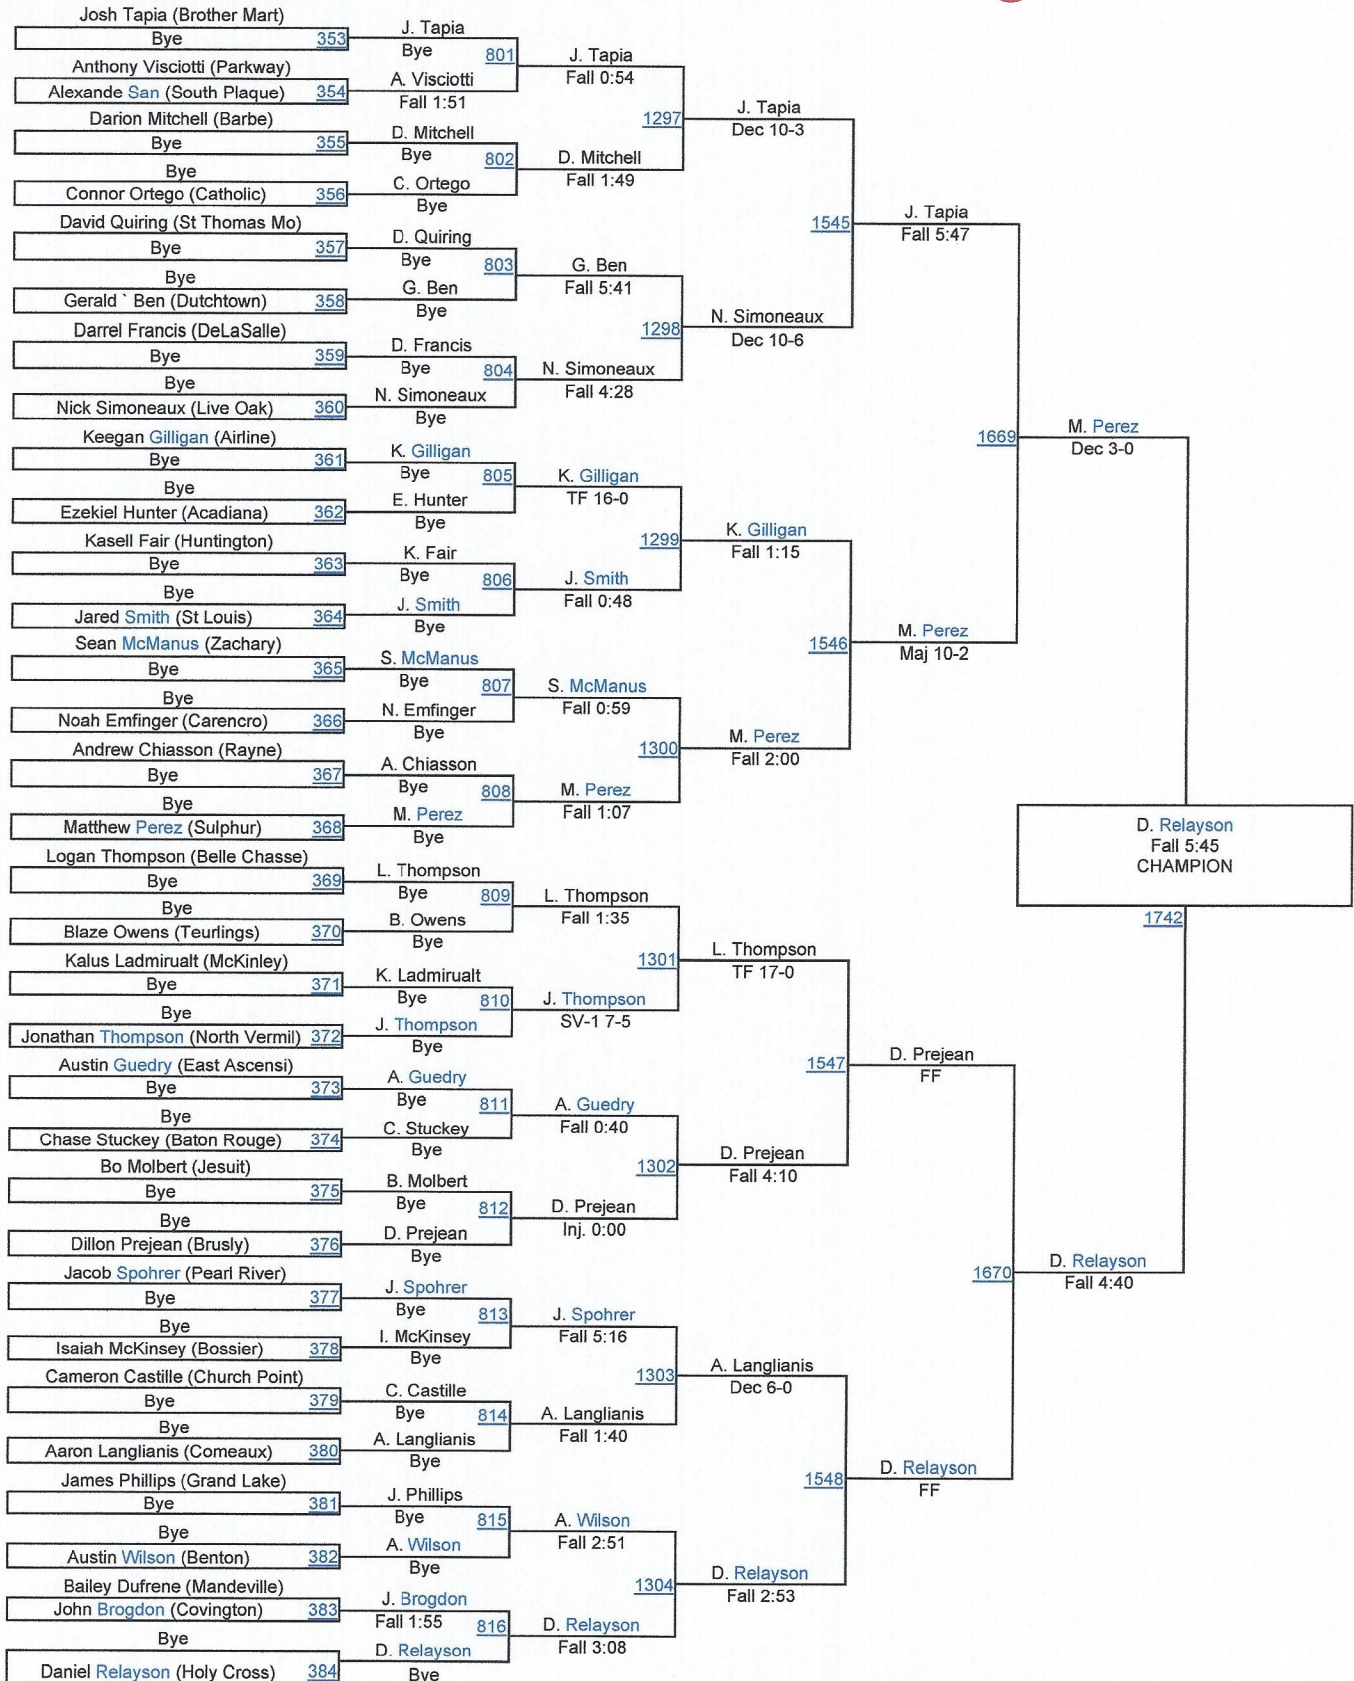 Josh Tapia (Brother Mart)
Bye 353
Anthony Visciotti (Parkway)
Alexande San (South Plaque) 354
Darion Mitchell (Barbe)
Bye 355
Bye
Connor Ortego (Catholic) 356
David Quiring (St Thomas Mo)
Bye 357
Bye
Gerald ` Ben (Dutchtown) 358
Darrel Francis (DeLaSalle)
Bye 359
Bye
Nick Simoneaux (Live Oak) 360
Keegan Gilligan (Airline)
Bye 361
Bye
Ezekiel Hunter (Acadiana) 362
Kasell Fair (Huntington)
Bye 363
Bye
Jared Smith (St Louis) 364
Sean McManus (Zachary)
Bye 365
Bye
Noah Emfinger (Carencro) 366
Andrew Chiasson (Rayne)
Bye 367
Bye
Matthew Perez (Sulphur) 368
Logan Thompson (Belle Chasse)
Bye 369
Bye
Blaze Owens (Teurlings) 370
Kalus Ladmirualt (McKinley)
Bye 371
Bye
Jonathan Thompson (North Vermil) 372
Austin Guedry (East Ascensi)
Bye 373
Bye
Chase Stuckey (Baton Rouge) 374
Bo Molbert (Jesuit)
Bye 375
Bye
Dillon Prejean (Brusly) 376
Jacob Spohrer (Pearl River)
Bye 377
Bye
Isaiah McKinsey (Bossier) 378
Cameron Castille (Church Point)
Bye 379
Bye
Aaron Langlianis (Comeaux) 380
James Phillips (Grand Lake)
Bye 381
Bye
Austin Wilson (Benton) 382
Bailey Dufrene (Mandeville)
John Brogdon (Covington) 383
Bye
Daniel Relayson (Holy Cross) 384
J. Tapia
Bye 801
A. Visciotti
Fall 1:51
D. Mitchell
Bye 802
C. Ortego
Bye
D. Quiring
Bye 803
G. Ben
Bye
D. Francis
Bye 804
N. Simoneaux
Bye
K. Gilligan
Bye 805
E. Hunter
Bye
K. Fair
Bye 806
J. Smith
Bye
S. McManus
Bye 807
N. Emfinger
Bye
A. Chiasson
Bye 808
M. Perez
Bye
L. Thompson
Bye 809
B. Owens
Bye
K. Ladmirualt
Bye 810
J. Thompson
Bye
A. Guedry
Bye 811
C. Stuckey
Bye
B. Molbert
Bye 812
D. Prejean
Bye
J. Spohrer
Bye 813
I. McKinsey
Bye
C. Castille
Bye 814
A. Langlianis
Bye
J. Phillips
Bye 815
A. Wilson
Bye
J. Brogdon
Fall 1:55 816
D. Relayson
Bye
J. Tapia
Fall 0:54
1297
D. Mitchell
Fall 1:49
G. Ben
Fall 5:41
1298
N. Simoneaux
Fall 4:28
K. Gilligan
TF 16-0
1299
J. Smith
Fall 0:48
S. McManus
Fall 0:59
1300
M. Perez
Fall 1:07
L. Thompson
Fall 1:35
1301
J. Thompson
SV-1 7-5
A. Guedry
Fall 0:40
1302
D. Prejean
Inj. 0:00
J. Spohrer
Fall 5:16
1303
A. Langlianis
Fall 1:40
A. Wilson
Fall 2:51
1304
D. Relayson
Fall 3:08
J. Tapia
Dec 10-3
1545
N. Simoneaux
Dec 10-6
K. Gilligan
Fall 1:15
1546
M. Perez
Fall 2:00
L. Thompson
TF 17-0
1547
D. Prejean
Fall 4:10
A. Langlianis
Dec 6-0
1548
D. Relayson
Fall 2:53
J. Tapia
Fall 5:47
1669
M. Perez
Maj 10-2
D. Prejean
FF
1670
D. Relayson
FF
M. Perez
Dec 3-0
D. Relayson
Fall 5:45
CHAMPION
1742
D. Relayson
Fall 4:40